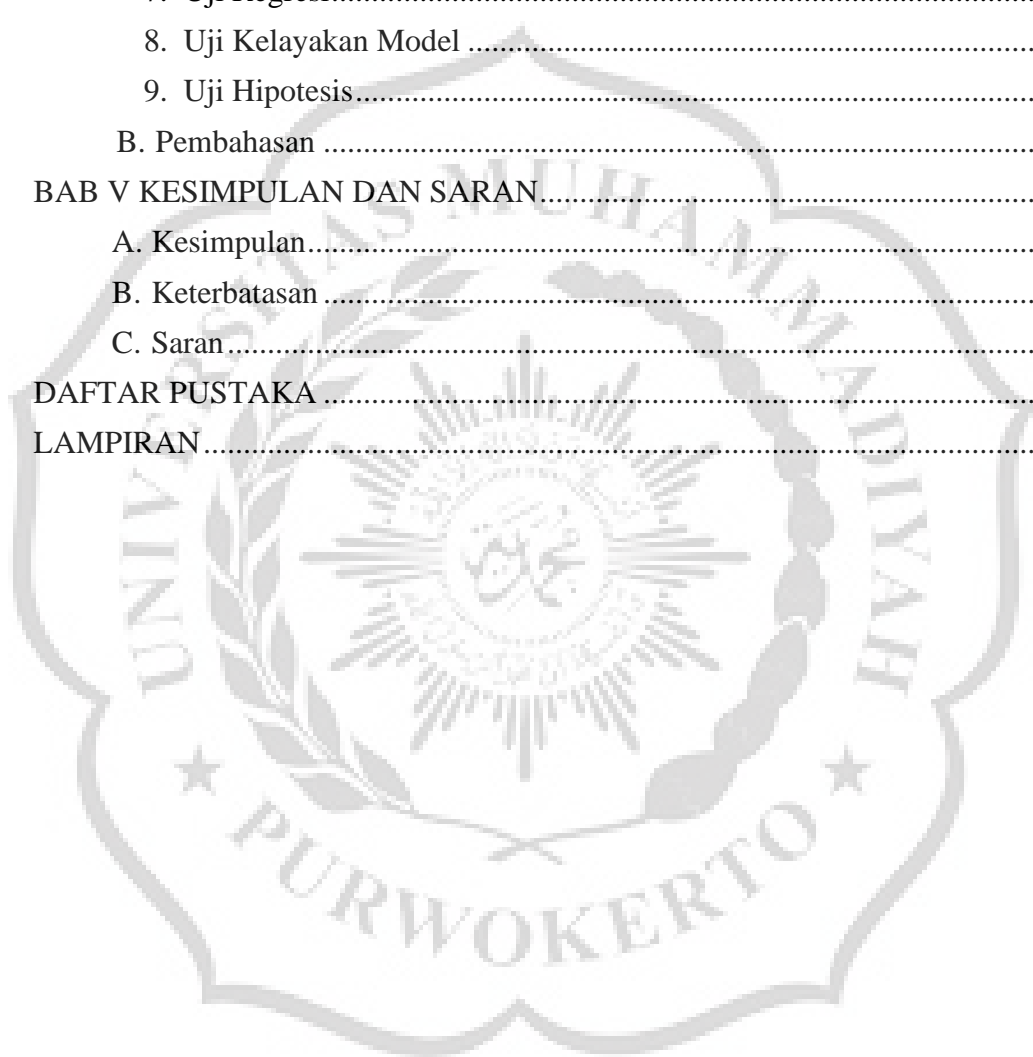 8. Uji Kelayakan Model ..........................................................................
9. Uji Hipotesis..........................................................................................
B. Pembahasan ..........................................................................................
BAB V KESIMPULAN DAN SARAN..........................................................
A. Kesimpulan..........................................................................................
B. Keterbatasan ..........................................................................................
C. Saran..........................................................................................
DAFTAR PUSTAKA ..........................................................................................
LAMPIRAN..........................................................................................
UNIVERSITAS MUHAMMADIYAH
★ PURWOKERTO ★